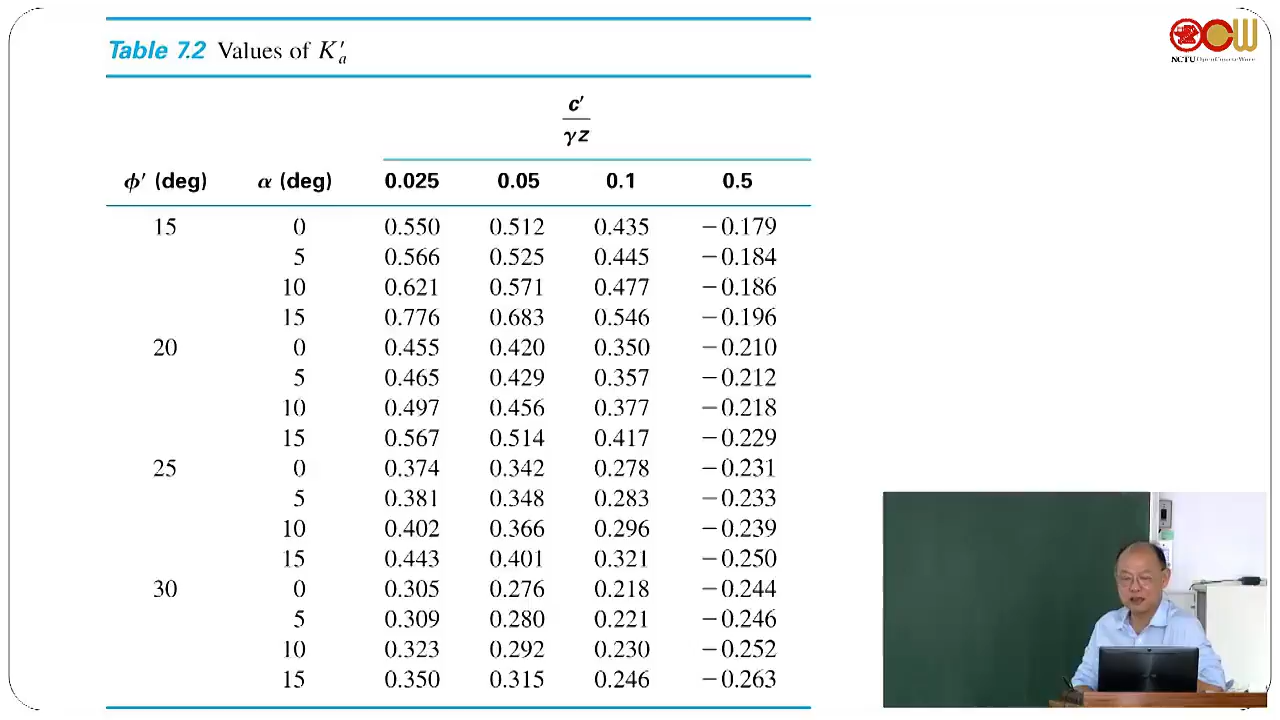 Table 7.2 Values of K′a
c′
γz
ϕ′ (deg) α (deg) 0.025 0.05 0.1 0.5
15 0 0.550 0.512 0.435 −0.179
5 0.566 0.525 0.445 −0.184
10 0.621 0.571 0.477 −0.186
15 0.776 0.683 0.546 −0.196
20 0 0.455 0.420 0.350 −0.210
5 0.465 0.429 0.357 −0.212
10 0.497 0.456 0.377 −0.218
15 0.567 0.514 0.417 −0.229
25 0 0.374 0.342 0.278 −0.231
5 0.381 0.348 0.283 −0.233
10 0.402 0.366 0.296 −0.239
15 0.443 0.401 0.321 −0.250
30 0 0.305 0.276 0.218 −0.244
5 0.309 0.280 0.221 −0.246
10 0.323 0.292 0.230 −0.252
15 0.350 0.315 0.246 −0.263
OCW
NCTU OpenCourseWare